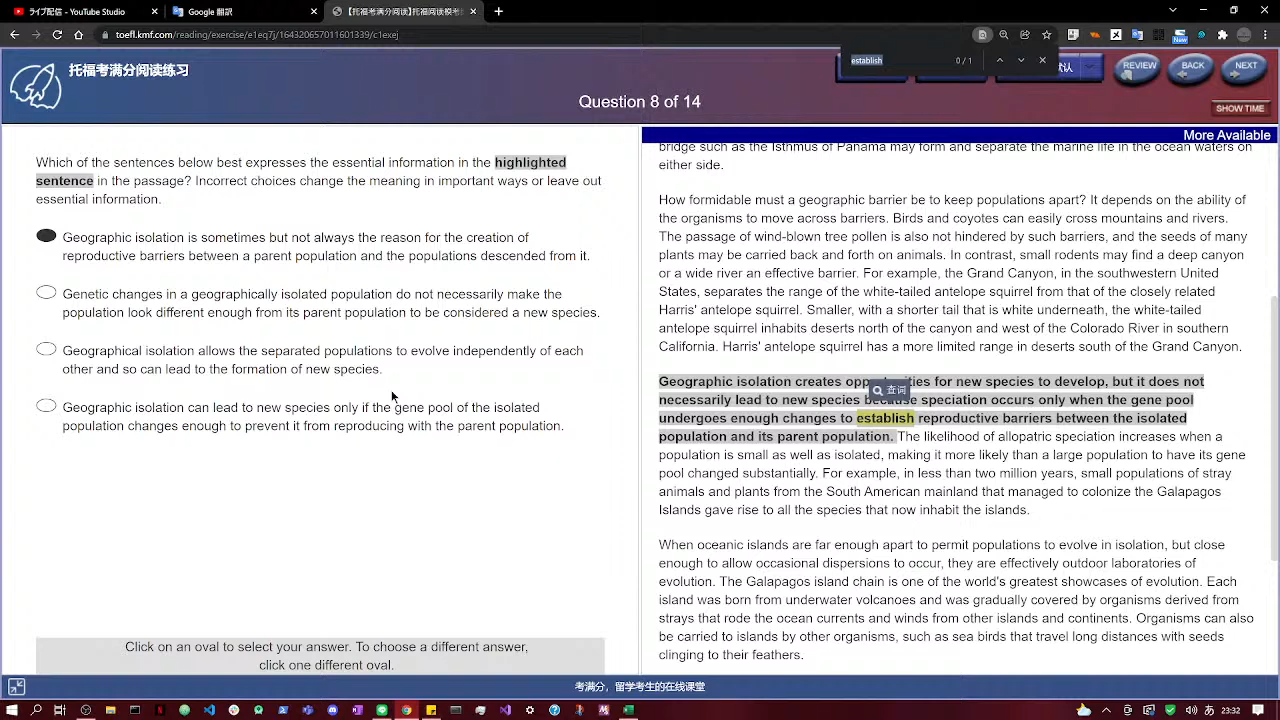 ライブ配信 - YouTube Studio
Google 翻訳
【托福考满分阅读】托福阅读模考
toefl.kmf.com/reading/exercise/e1eq7j/164320657011601339/c1exej
New
establish
0/1
托福考满分阅读练习
认
REVIEW
BACK
NEXT
Question 8 of 14
SHOW TIME
More Available
Which of the sentences below best expresses the essential information in the highlighted
sentence in the passage? Incorrect choices change the meaning in important ways or leave out
essential information.
Geographic isolation is sometimes but not always the reason for the creation of
reproductive barriers between a parent population and the populations descended from it.
Genetic changes in a geographically isolated population do not necessarily make the
population look different enough from its parent population to be considered a new species.
Geographical isolation allows the separated populations to evolve independently of each
other and so can lead to the formation of new species.
Geographic isolation can lead to new species only if the gene pool of the isolated
population changes enough to prevent it from reproducing with the parent population.
Click on an oval to select your answer. To choose a different answer,
click one different oval.
bridge such as the Isthmus of Panama may form and separate the marine life in the ocean waters on
either side.
How formidable must a geographic barrier be to keep populations apart? It depends on the ability of
the organisms to move across barriers. Birds and coyotes can easily cross mountains and rivers.
The passage of wind-blown tree pollen is also not hindered by such barriers, and the seeds of many
plants may be carried back and forth on animals. In contrast, small rodents may find a deep canyon
or a wide river an effective barrier. For example, the Grand Canyon, in the southwestern United
States, separates the range of the white-tailed antelope squirrel from that of the closely related
Harris' antelope squirrel. Smaller, with a shorter tail that is white underneath, the white-tailed
antelope squirrel inhabits deserts north of the canyon and west of the Colorado River in southern
California. Harris' antelope squirrel has a more limited range in deserts south of the Grand Canyon.
Geographic isolation creates opportunities for new species to develop, but it does not
查词
necessarily lead to new species because speciation occurs only when the gene pool
undergoes enough changes to establish reproductive barriers between the isolated
population and its parent population. The likelihood of allopatric speciation increases when a
population is small as well as isolated, making it more likely than a large population to have its gene
pool changed substantially. For example, in less than two million years, small populations of stray
animals and plants from the South American mainland that managed to colonize the Galapagos
Islands gave rise to all the species that now inhabit the islands.
When oceanic islands are far enough apart to permit populations to evolve in isolation, but close
enough to allow occasional dispersions to occur, they are effectively outdoor laboratories of
evolution. The Galapagos island chain is one of the world's greatest showcases of evolution. Each
island was born from underwater volcanoes and was gradually covered by organisms derived from
strays that rode the ocean currents and winds from other islands and continents. Organisms can also
be carried to islands by other organisms, such as sea birds that travel long distances with seeds
clinging to their feathers.
考满分，留学考生的在线课堂
あ
23:32